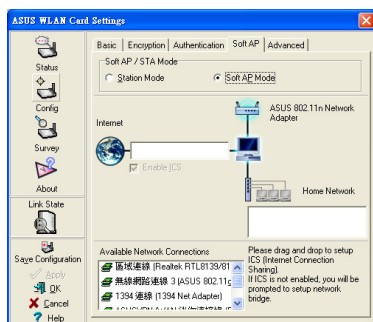 ASUS WLAN Card Settings
Status
Config
Survey
About
Link State
Save Configuration
Apply
OK
Cancel
Help
Basic
Encryption
Authentication
Soft AP
Advanced
Soft AP / STA Mode
Station Mode
Soft AP Mode
Internet
ASUS 802.11n Network
Adapter
Enable ICS
Home Network
Available Network Connections
區域連線 (Realtek RTL8139/81
無線網路連線 3 (ASUS 802.11g
1394 連線 (1394 Net Adapter)
Please drag and drop to setup
ICS (Internet Connection
Sharing).
If ICS is not enabled, you will be
prompted to setup network
bridge.